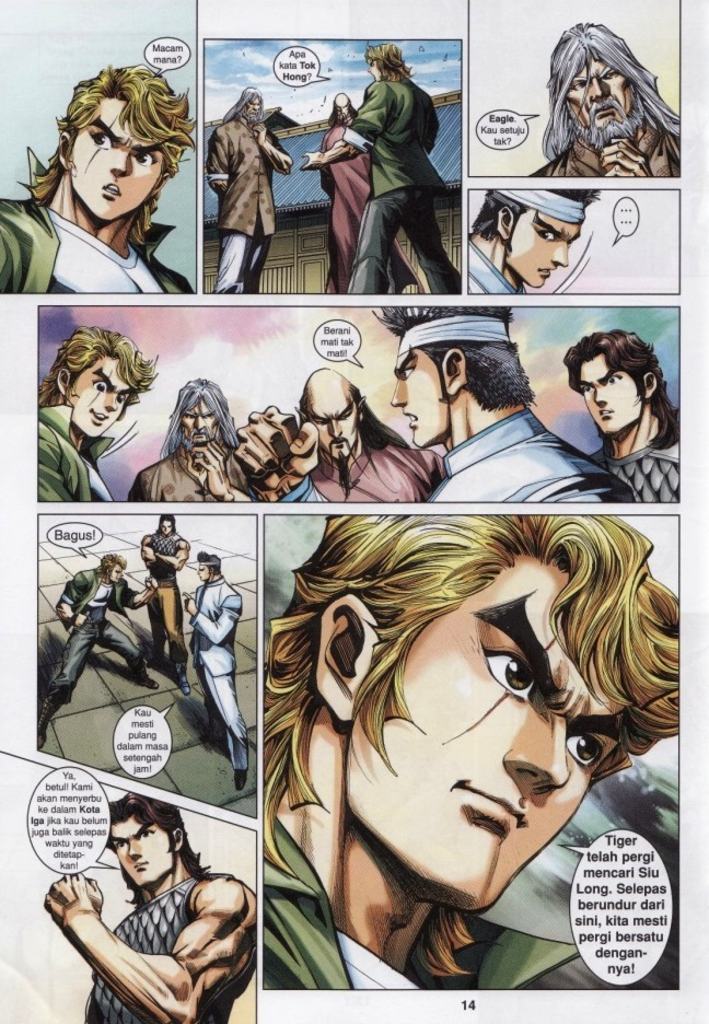 Macam
mana?
Apa
kata Tok
Hong?
Eagle.
Kau setuju
tak?
...
...
Berani
mati tak
mati!
Bagus!
Kau
mesti
pulang
dalam masa
setengah
jam!
Ya,
betul! Kami
akan menyerbu
ke dalam Kota
Iga jika kau belum
juga balik selepas
waktu yang
ditetap-
kan!
Tiger
telah pergi
mencari Siu
Long. Selepas
berundur dari
sini, kita mesti
pergi bersatu
dengan-
nya!
14